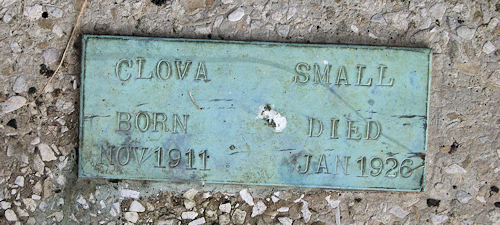 CLOVA SMALL
BORN DIED
NOV 1911 JAN 1926